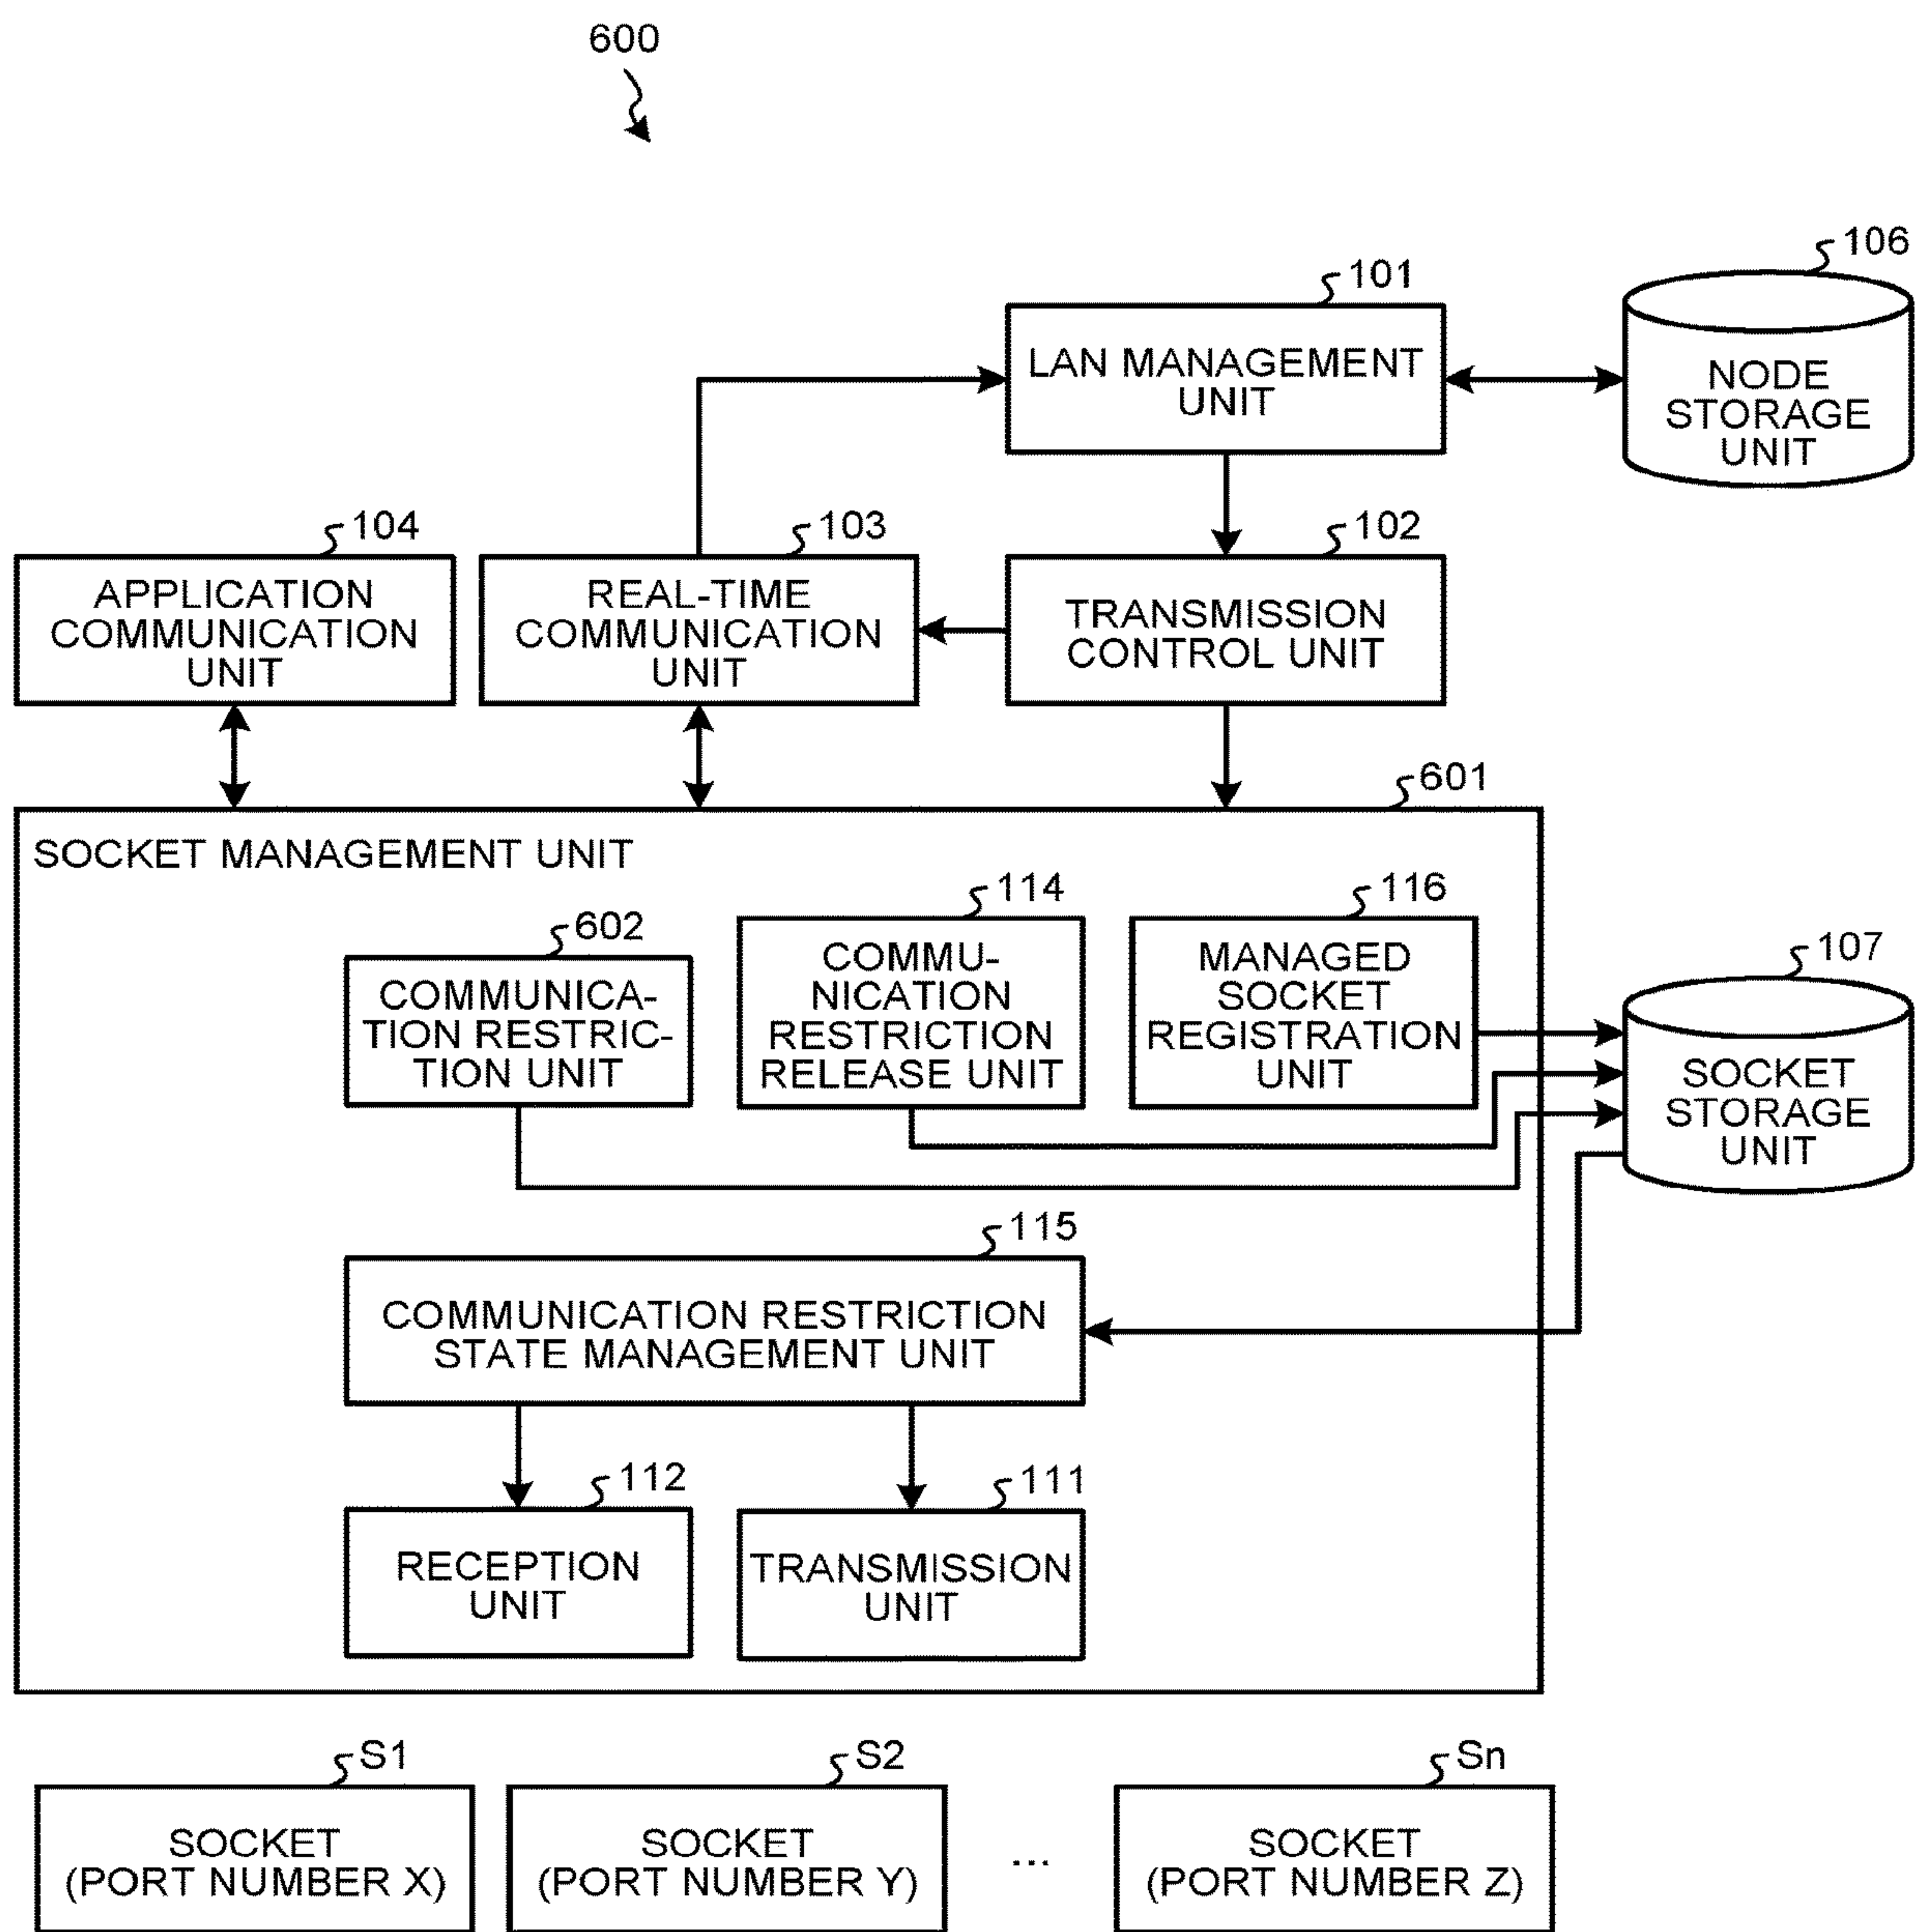 600
106
101
LAN MANAGEMENT
UNIT
NODE
STORAGE
UNIT
104
103
102
APPLICATION
COMMUNICATION
UNIT
REAL-TIME
COMMUNICATION
UNIT
TRANSMISSION
CONTROL UNIT
601
SOCKET MANAGEMENT UNIT
602
114
116
COMMUNICA-
TION RESTRIC-
TION UNIT
COMMU-
NICATION
RESTRICTION
RELEASE UNIT
MANAGED
SOCKET
REGISTRATION
UNIT
107
SOCKET
STORAGE
UNIT
115
COMMUNICATION RESTRICTION
STATE MANAGEMENT UNIT
112
111
RECEPTION
UNIT
TRANSMISSION
UNIT
S1
S2
Sn
SOCKET
(PORT NUMBER X)
SOCKET
(PORT NUMBER Y)
...
SOCKET
(PORT NUMBER Z)